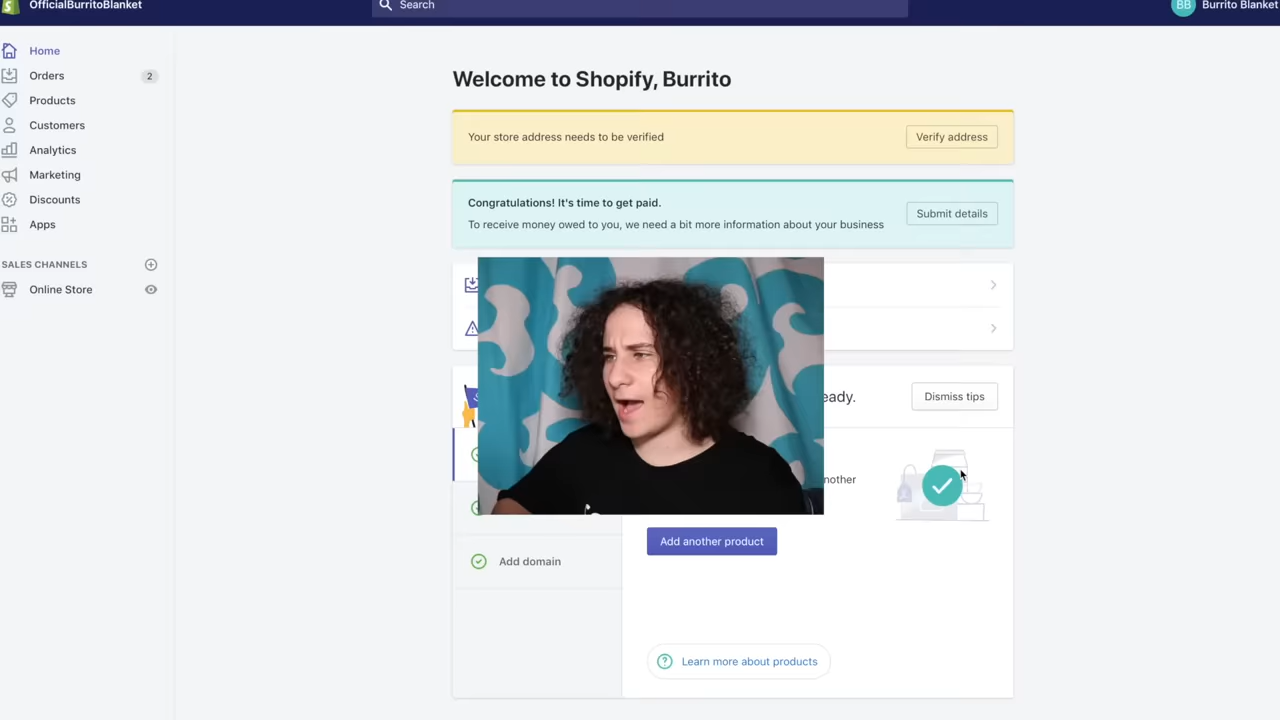 OfficialBurritoBlanket
Search
BB Burrito Blanket
Home
Orders 2
Products
Customers
Analytics
Marketing
Discounts
Apps
SALES CHANNELS
Online Store
Welcome to Shopify, Burrito
Your store address needs to be verified
Verify address
Congratulations! It's time to get paid.
To receive money owed to you, we need a bit more information about your business
Submit details
Dismiss tips
Add domain
Add another product
Learn more about products